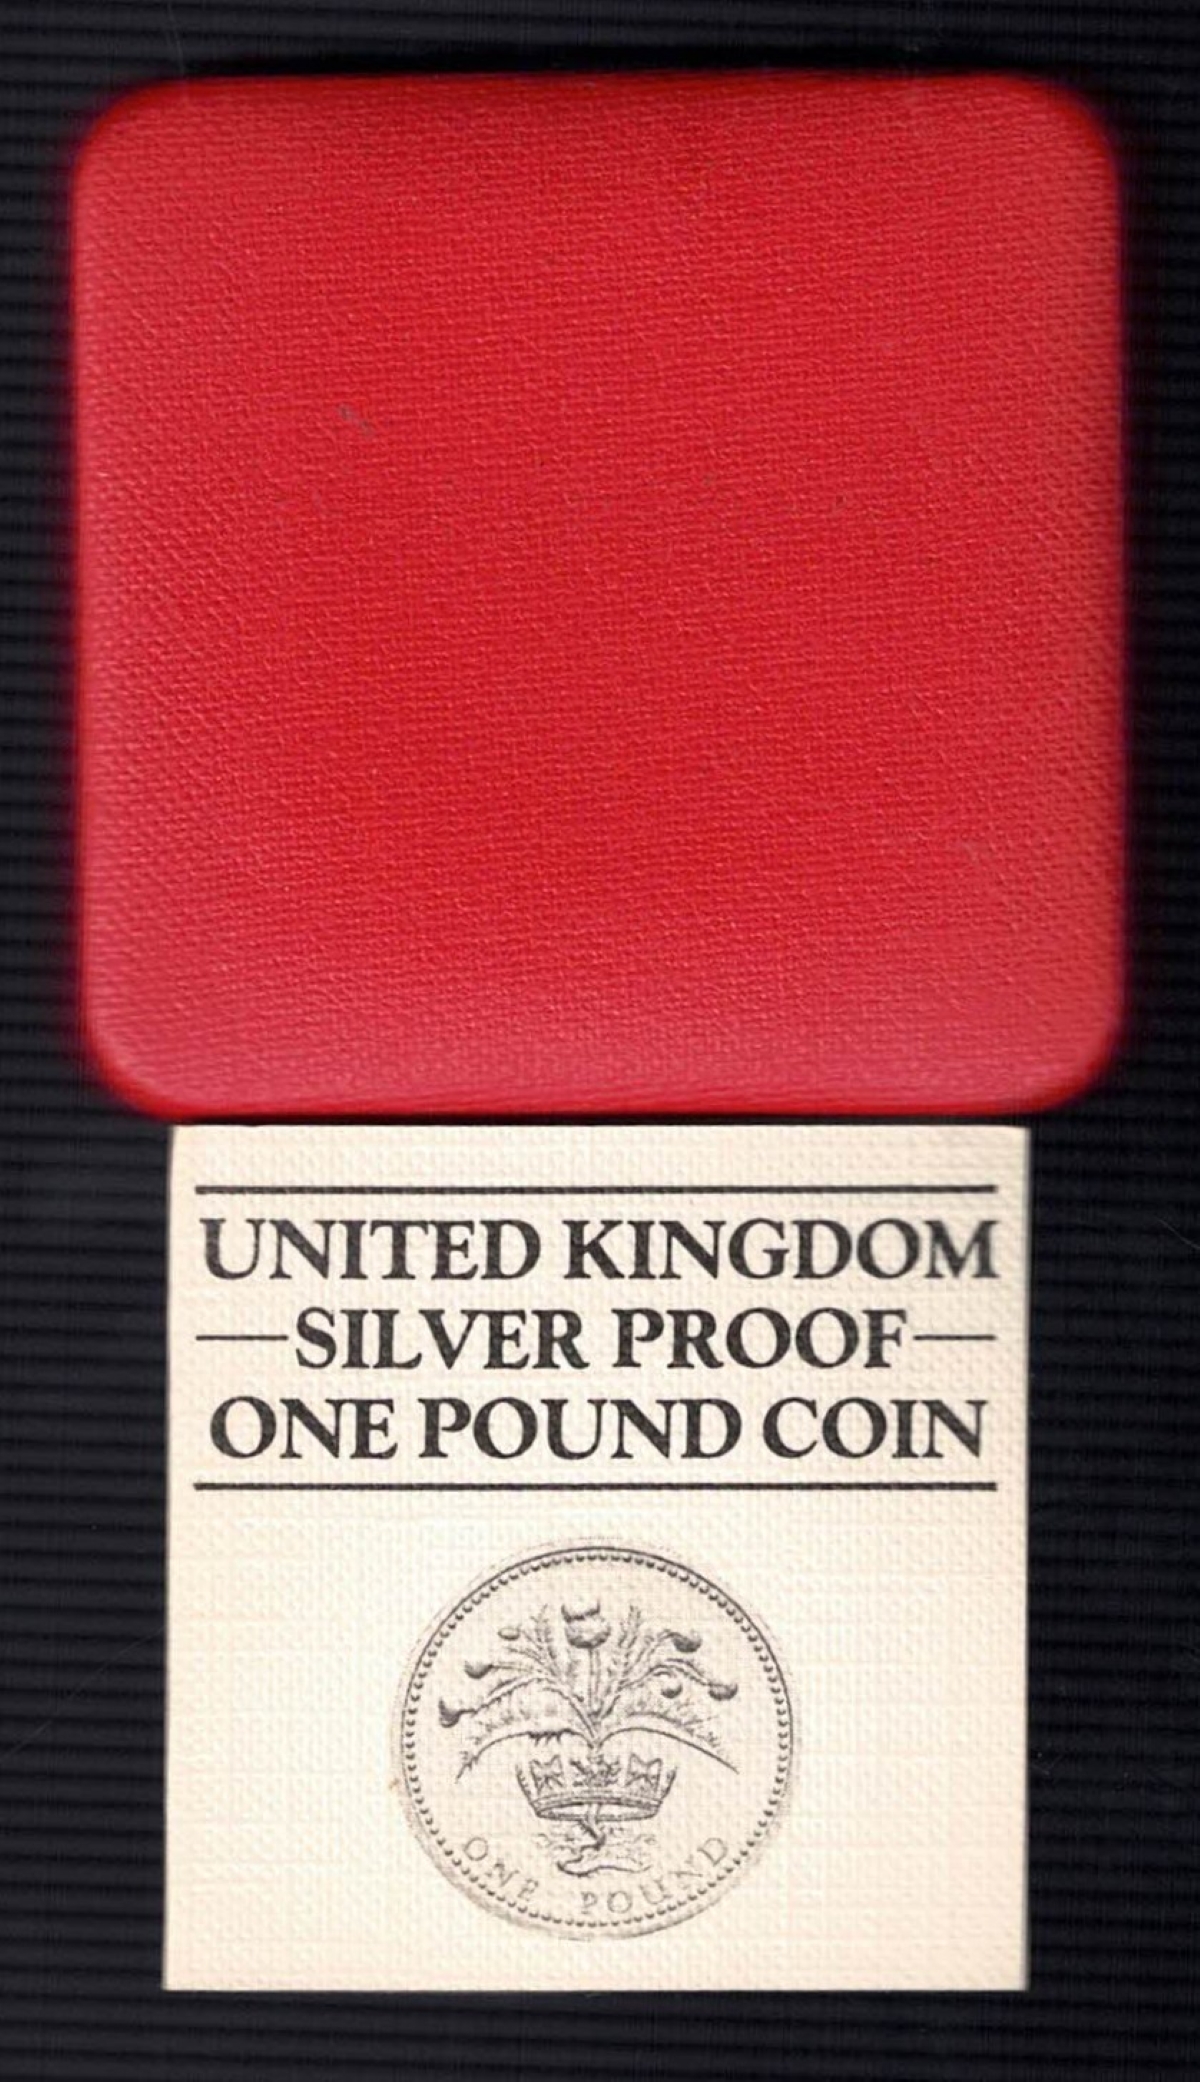 UNITED KINGDOM
—SILVER PROOF—
ONE POUND COIN
ONE POUND